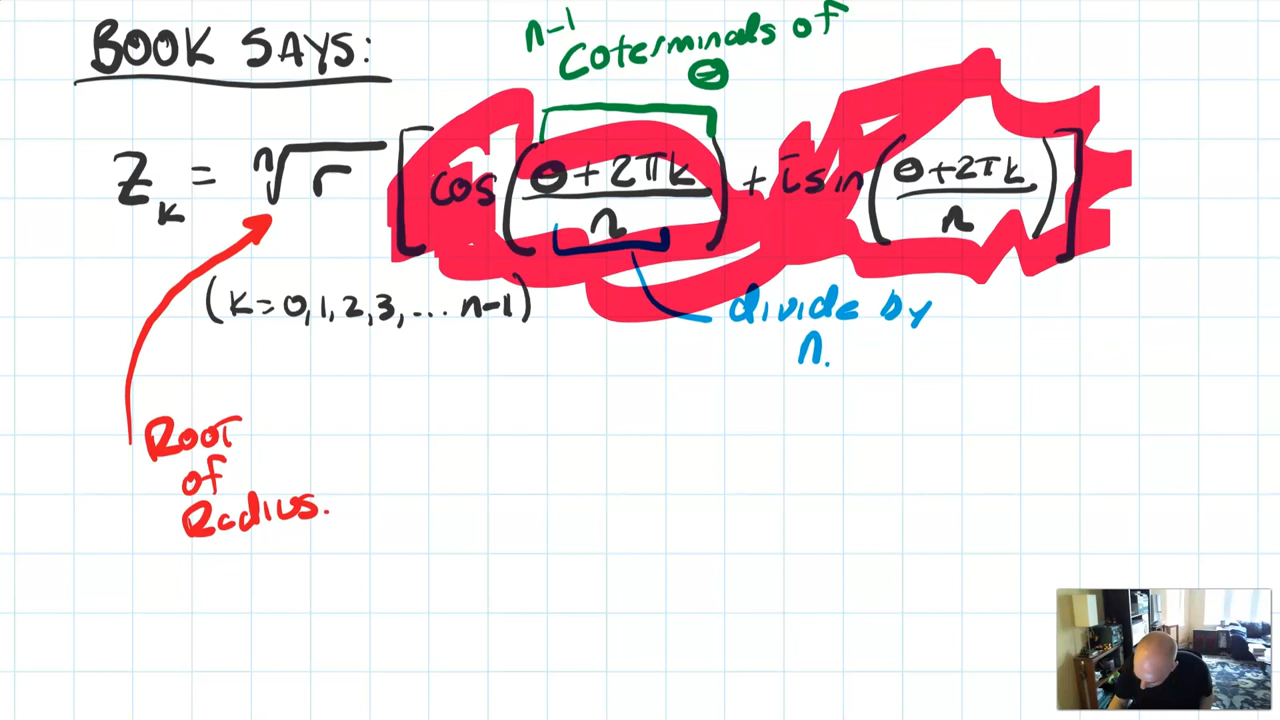 BOOK SAYS:
n-1
Coterminals of
θ
Z_k = ⁿ√r [cos(θ+2πk / n) + i sin(θ+2πk / n)]
(k=0,1,2,3,... n-1)
divide by
n.
Root
of
Radius.